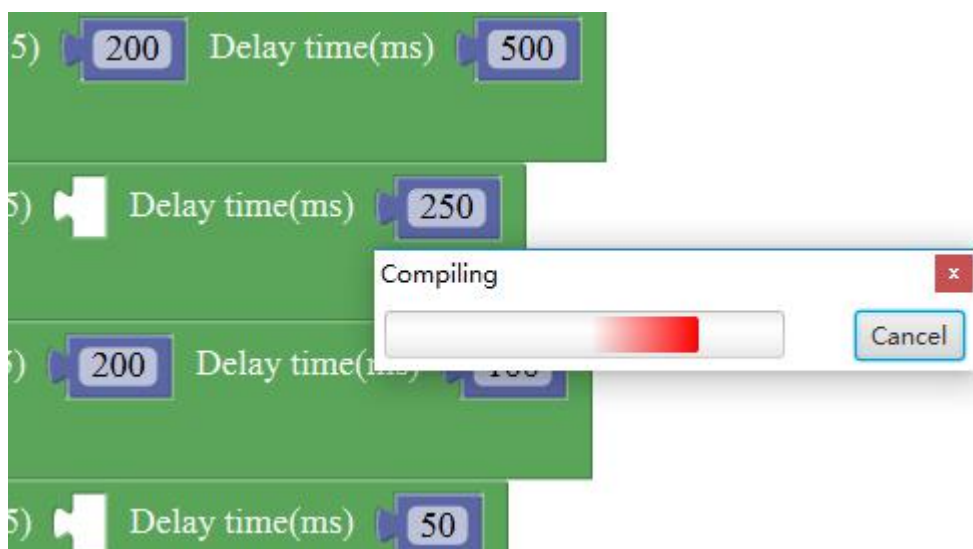 5) 200 Delay time(ms) 500
5) Delay time(ms) 250
Compiling x
Cancel
) 200 Delay 100
5) Delay time(ms) 50